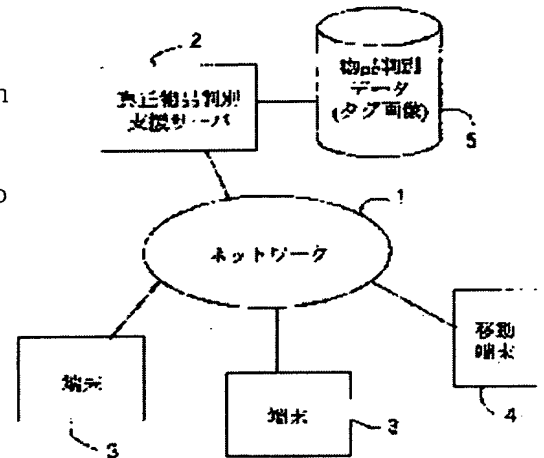 2
真正物品判別
支援サーバ
物品判別
データ
(タグ画像)
5
n
o
1
ネットワーク
端末
3
端末
3
移動
端末
4